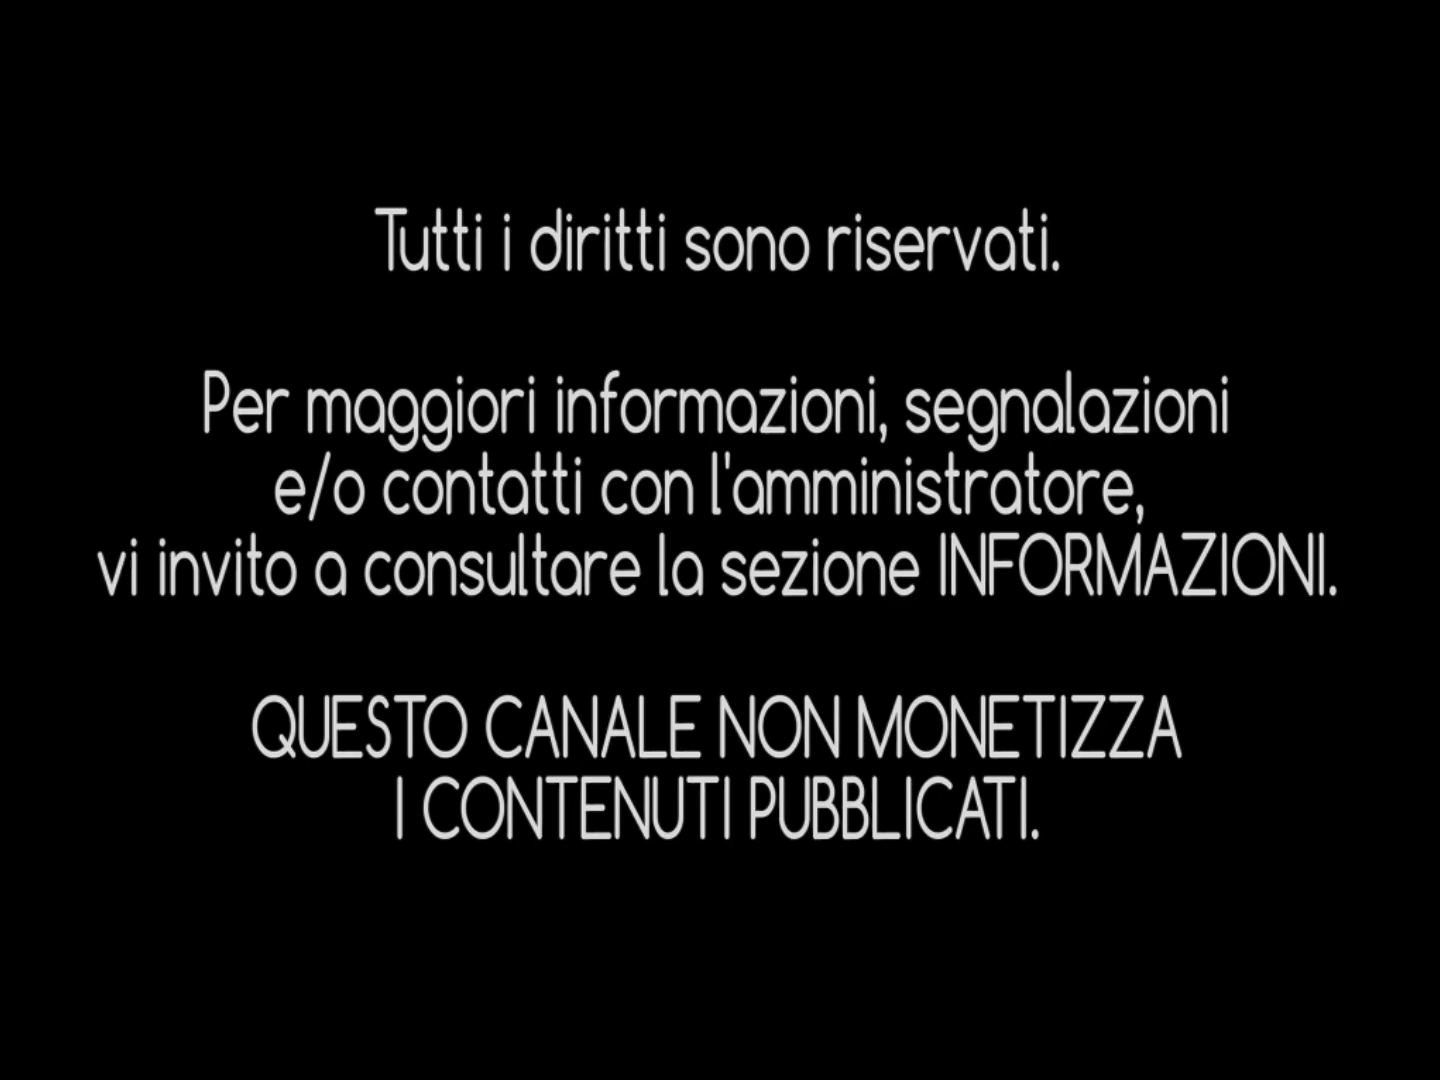 Tutti i diritti sono riservati.
Per maggiori informazioni, segnalazioni
e/o contatti con l'amministratore,
vi invito a consultare la sezione INFORMAZIONI.
QUESTO CANALE NON MONETIZZA
I CONTENUTI PUBBLICATI.